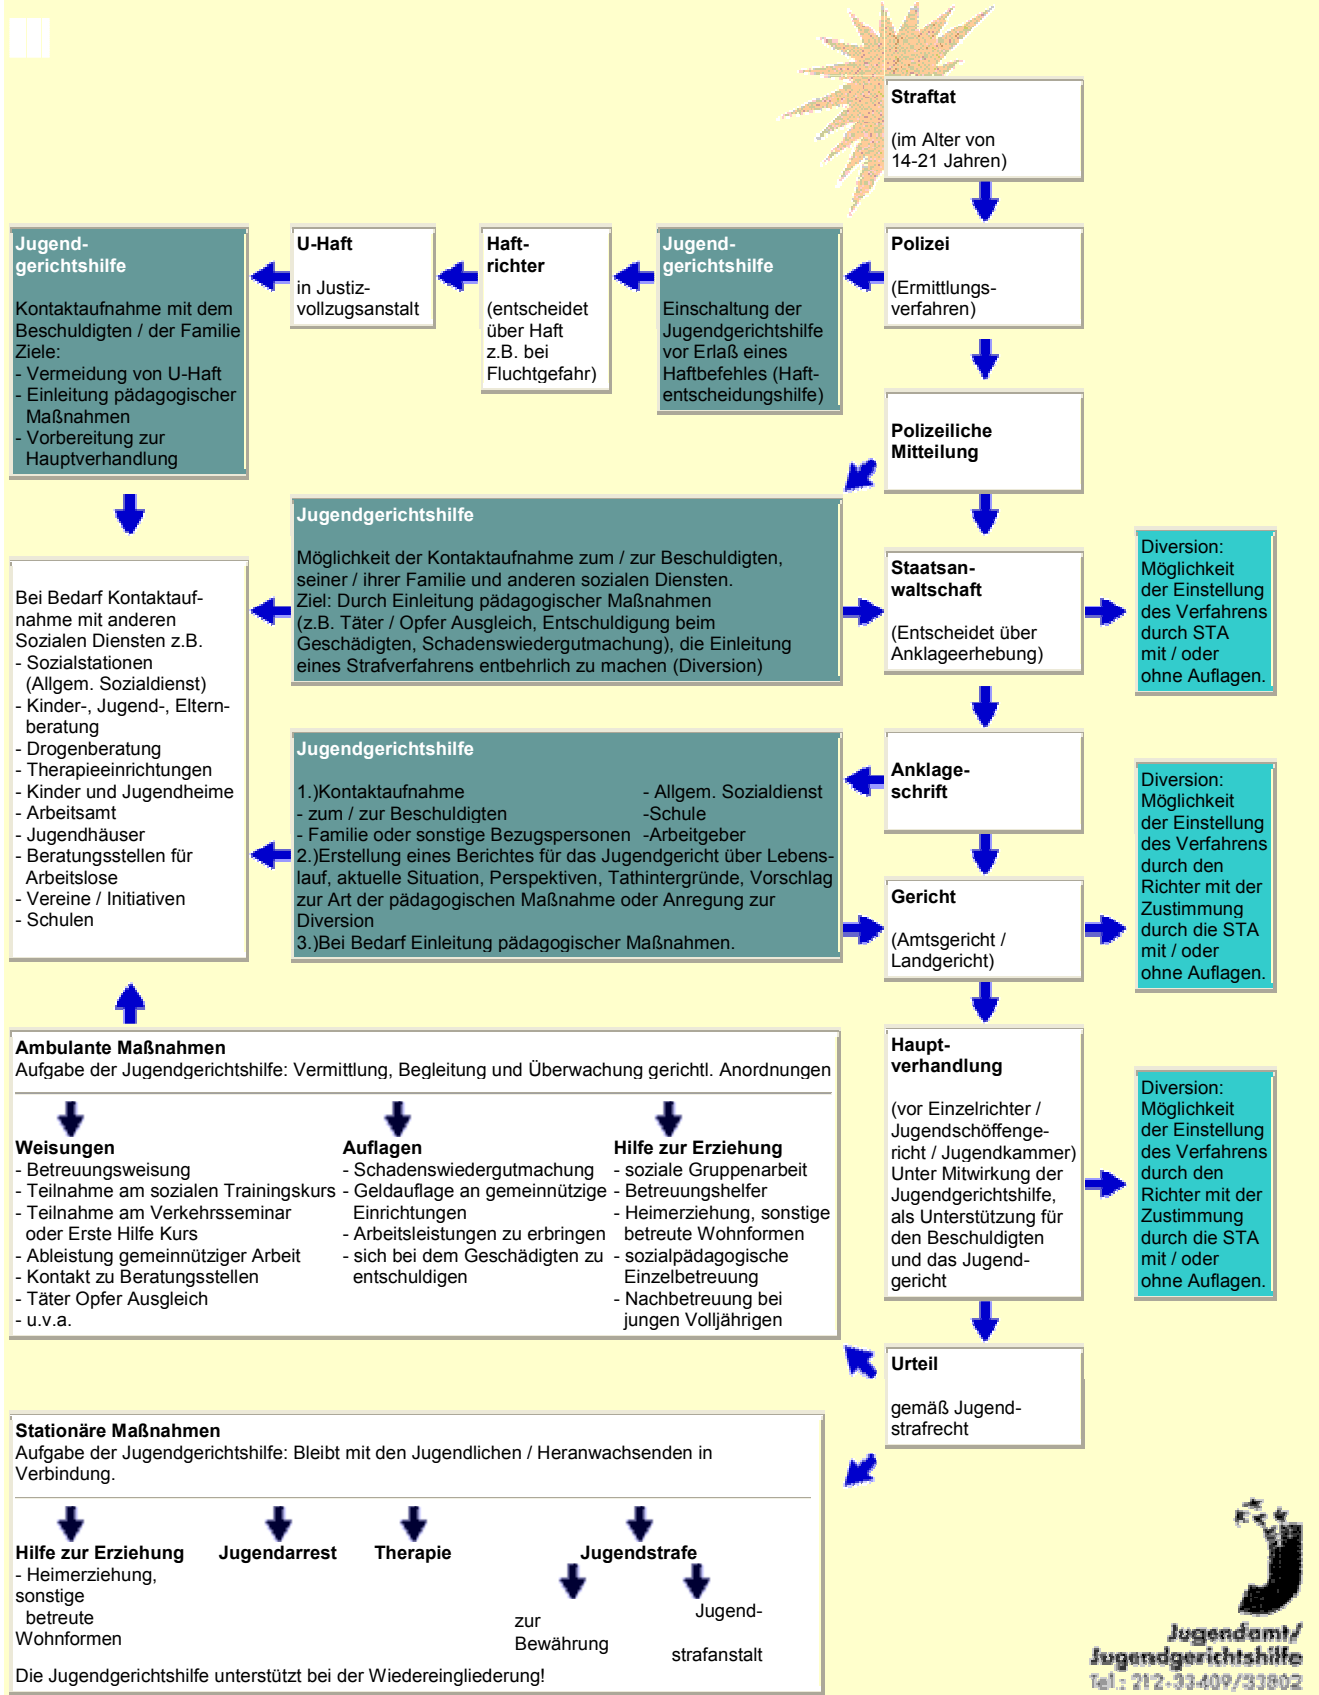 Straftat
(im Alter von
14-21 Jahren)
Jugend-
gerichtshilfe
Kontaktaufnahme mit dem
Beschuldigten / der Familie
Ziele:
- Vermeidung von U-Haft
- Einleitung pädagogischer
Maßnahmen
- Vorbereitung zur
Hauptverhandlung
U-Haft
in Justiz-
vollzugsanstalt
Haft-
richter
(entscheidet
über Haft
z.B. bei
Fluchtgefahr)
Jugend-
gerichtshilfe
Einschaltung der
Jugendgerichtshilfe
vor Erlaß eines
Haftbefehles (Haft-
entscheidungshilfe)
Polizei
(Ermittlungs-
verfahren)
Polizeiliche
Mitteilung
Jugendgerichtshilfe
Möglichkeit der Kontaktaufnahme zum / zur Beschuldigten,
seiner / ihrer Familie und anderen sozialen Diensten.
Ziel: Durch Einleitung pädagogischer Maßnahmen
(z.B. Täter / Opfer Ausgleich, Entschuldigung beim
Geschädigten, Schadenswiedergutmachung), die Einleitung
eines Strafverfahrens entbehrlich zu machen (Diversion)
Staatsan-
waltschaft
(Entscheidet über
Anklageerhebung)
Diversion:
Möglichkeit
der Einstellung
des Verfahrens
durch STA
mit / oder
ohne Auflagen.
Bei Bedarf Kontaktauf-
nahme mit anderen
Sozialen Diensten z.B.
- Sozialstationen
(Allgem. Sozialdienst)
- Kinder-, Jugend-, Eltern-
beratung
- Drogenberatung
- Therapieeinrichtungen
- Kinder und Jugendheime
- Arbeitsamt
- Jugendhäuser
- Beratungsstellen für
Arbeitslose
- Vereine / Initiativen
- Schulen
Jugendgerichtshilfe
1.)Kontaktaufnahme - Allgem. Sozialdienst
- zum / zur Beschuldigten -Schule
- Familie oder sonstige Bezugspersonen -Arbeitgeber
2.)Erstellung eines Berichtes für das Jugendgericht über Lebens-
lauf, aktuelle Situation, Perspektiven, Tathintergründe, Vorschlag
zur Art der pädagogischen Maßnahme oder Anregung zur
Diversion
3.)Bei Bedarf Einleitung pädagogischer Maßnahmen.
Anklage-
schrift
Gericht
(Amtsgericht /
Landgericht)
Diversion:
Möglichkeit
der Einstellung
des Verfahrens
durch den
Richter mit der
Zustimmung
durch die STA
mit / oder
ohne Auflagen.
Ambulante Maßnahmen
Aufgabe der Jugendgerichtshilfe: Vermittlung, Begleitung und Überwachung gerichtl. Anordnungen
Weisungen
- Betreuungsweisung
- Teilnahme am sozialen Trainingskurs
- Teilnahme am Verkehrsseminar
oder Erste Hilfe Kurs
- Ableistung gemeinnütziger Arbeit
- Kontakt zu Beratungsstellen
- Täter Opfer Ausgleich
- u.v.a.
Auflagen
- Schadenswiedergutmachung
- Geldauflage an gemeinnützige
Einrichtungen
- Arbeitsleistungen zu erbringen
- sich bei dem Geschädigten zu
entschuldigen
Hilfe zur Erziehung
- soziale Gruppenarbeit
- Betreuungshelfer
- Heimerziehung, sonstige
betreute Wohnformen
- sozialpädagogische
Einzelbetreuung
- Nachbetreuung bei
jungen Volljährigen
Haupt-
verhandlung
(vor Einzelrichter /
Jugendschöffenge-
richt / Jugendkammer)
Unter Mitwirkung der
Jugendgerichtshilfe,
als Unterstützung für
den Beschuldigten
und das Jugend-
gericht
Diversion:
Möglichkeit
der Einstellung
des Verfahrens
durch den
Richter mit der
Zustimmung
durch die STA
mit / oder
ohne Auflagen.
Urteil
gemäß Jugend-
strafrecht
Stationäre Maßnahmen
Aufgabe der Jugendgerichtshilfe: Bleibt mit den Jugendlichen / Heranwachsenden in
Verbindung.
Hilfe zur Erziehung
- Heimerziehung,
sonstige
betreute
Wohnformen
Jugendarrest
Therapie
Jugendstrafe
zur
Bewährung
Jugend-
strafanstalt
Die Jugendgerichtshilfe unterstützt bei der Wiedereingliederung!
Jugendamt/
Jugendgerichtshilfe
Tel.: 212-33409/33802